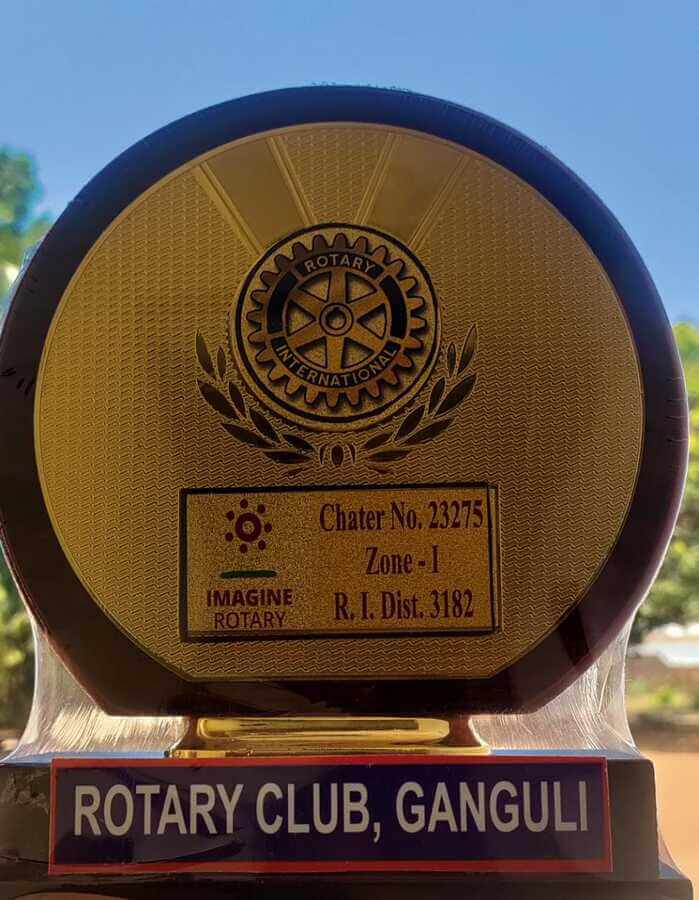 ROTARY
INTERNATIONAL
Chater No. 23275
Zone - I
R. I. Dist. 3182
IMAGINE
ROTARY
ROTARY CLUB, GANGULI